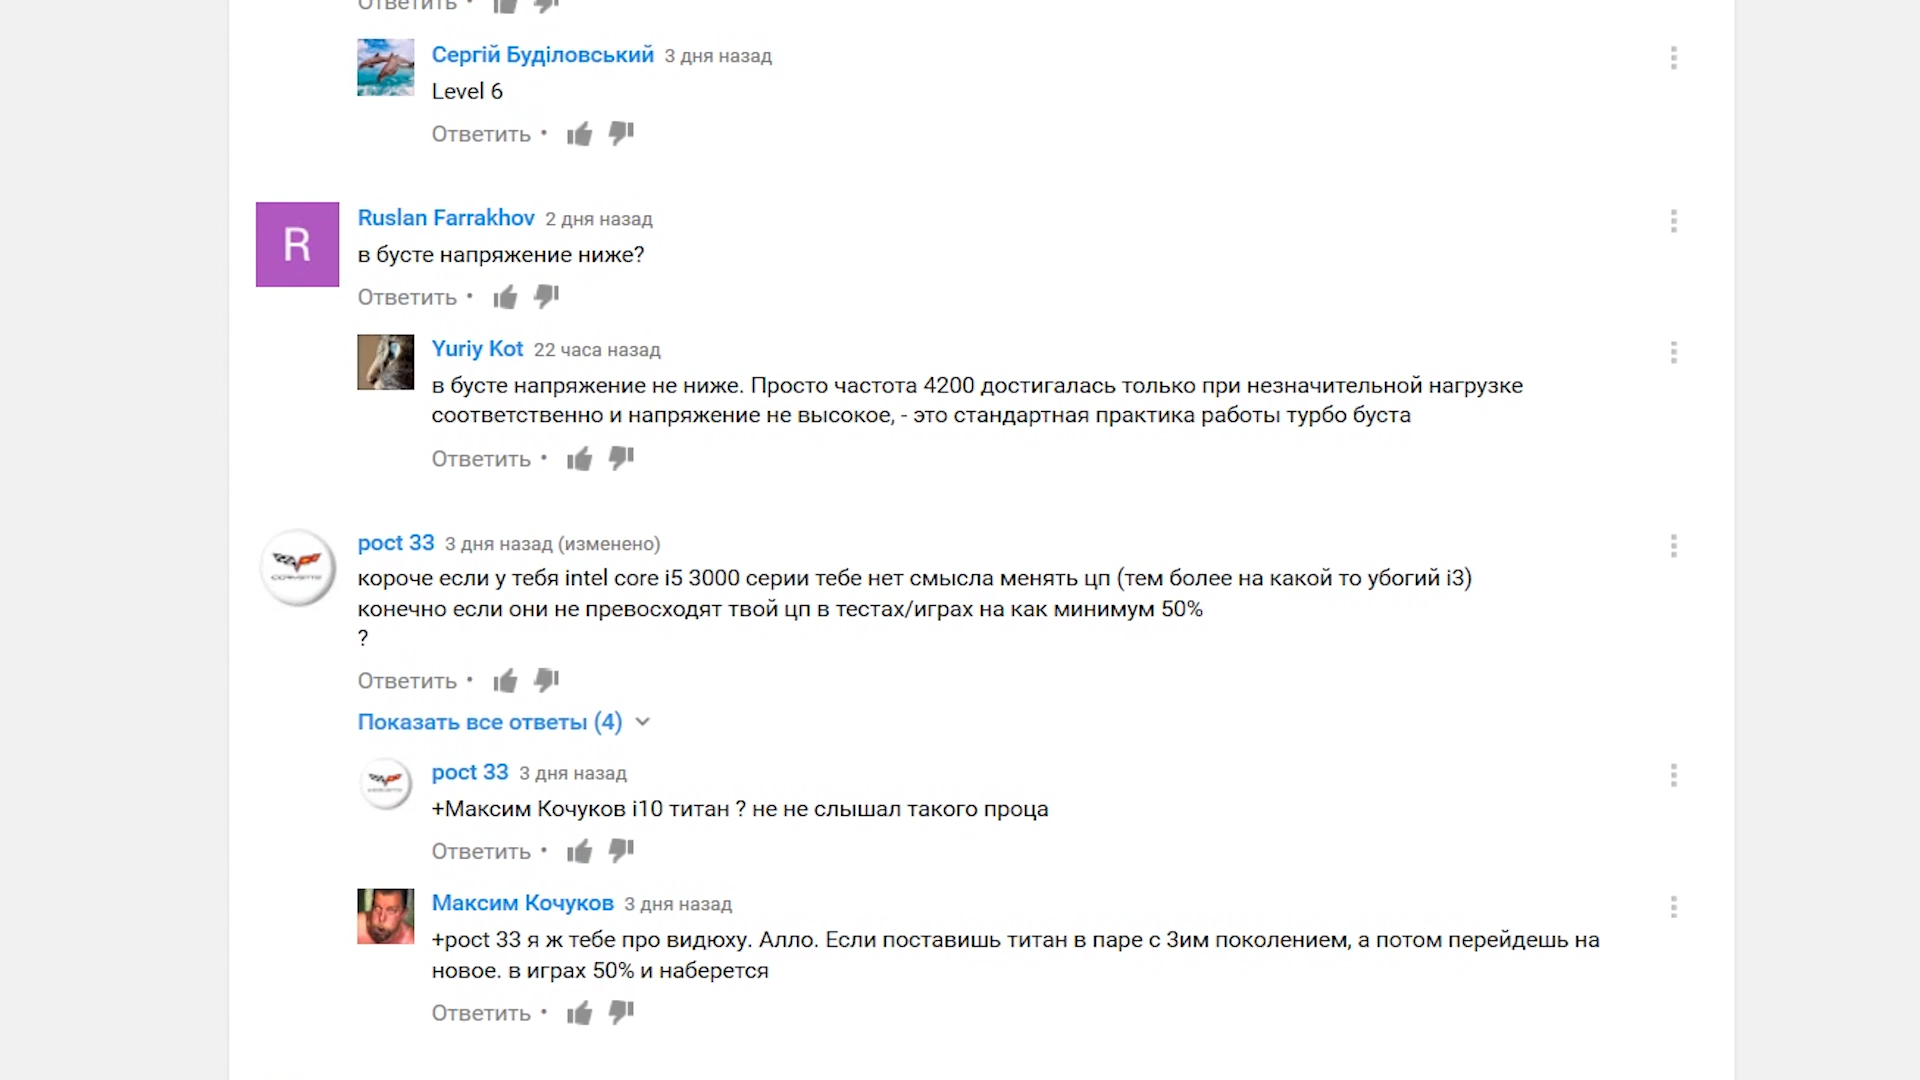 Ответить •
Сергій Буділовський 3 дня назад
Level 6
Ответить •
R
Ruslan Farrakhov 2 дня назад
в бусте напряжение ниже?
Ответить •
Yuriy Kot 22 часа назад
в бусте напряжение не ниже. Просто частота 4200 достигалась только при незначительной нагрузке
соответственно и напряжение не высокое, - это стандартная практика работы турбо буста
Ответить •
рост 33 3 дня назад (изменено)
короче если у тебя intel core i5 3000 серии тебе нет смысла менять цп (тем более на какой то убогий i3)
конечно если они не превосходят твой цп в тестах/играх на как минимум 50%
?
Ответить •
Показать все ответы (4)
рост 33 3 дня назад
+Максим Кочуков i10 титан ? не не слышал такого проца
Ответить •
Максим Кочуков 3 дня назад
+рост 33 я ж тебе про видюху. Алло. Если поставишь титан в паре с 3им поколением, а потом перейдешь на
новое. в играх 50% и наберется
Ответить •